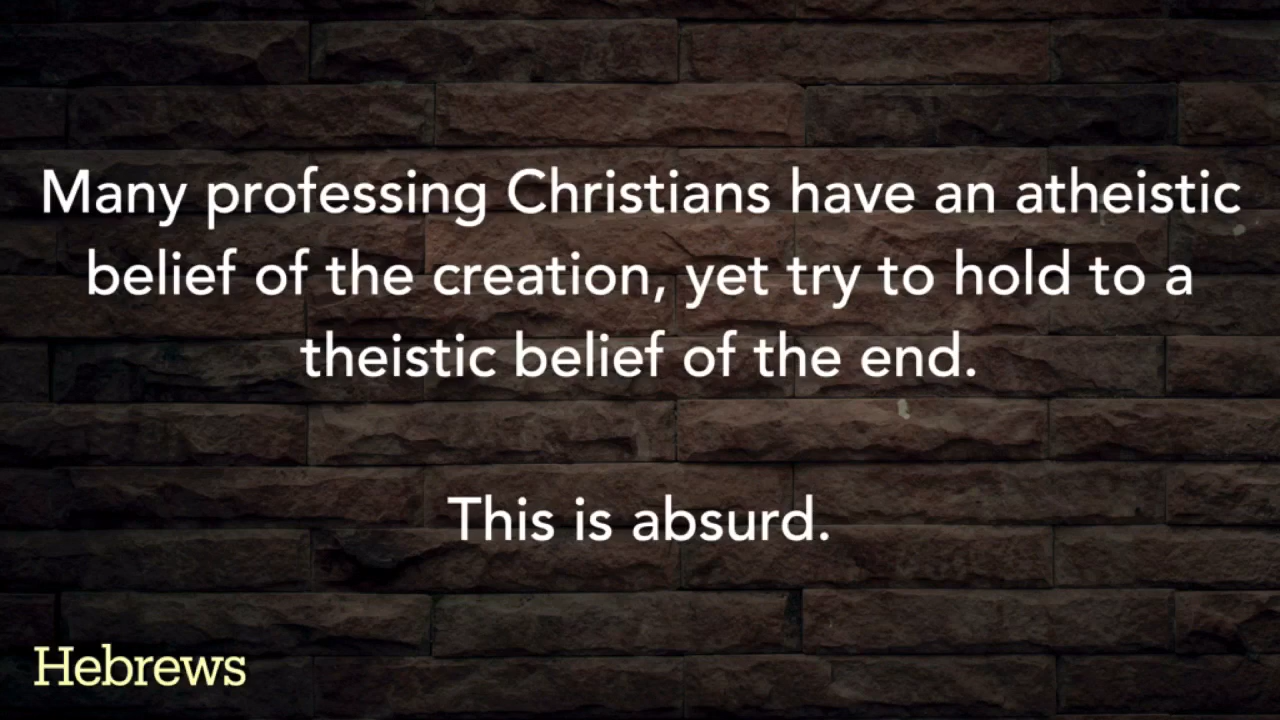 Many professing Christians have an atheistic
belief of the creation, yet try to hold to a
theistic belief of the end.
This is absurd.
Hebrews